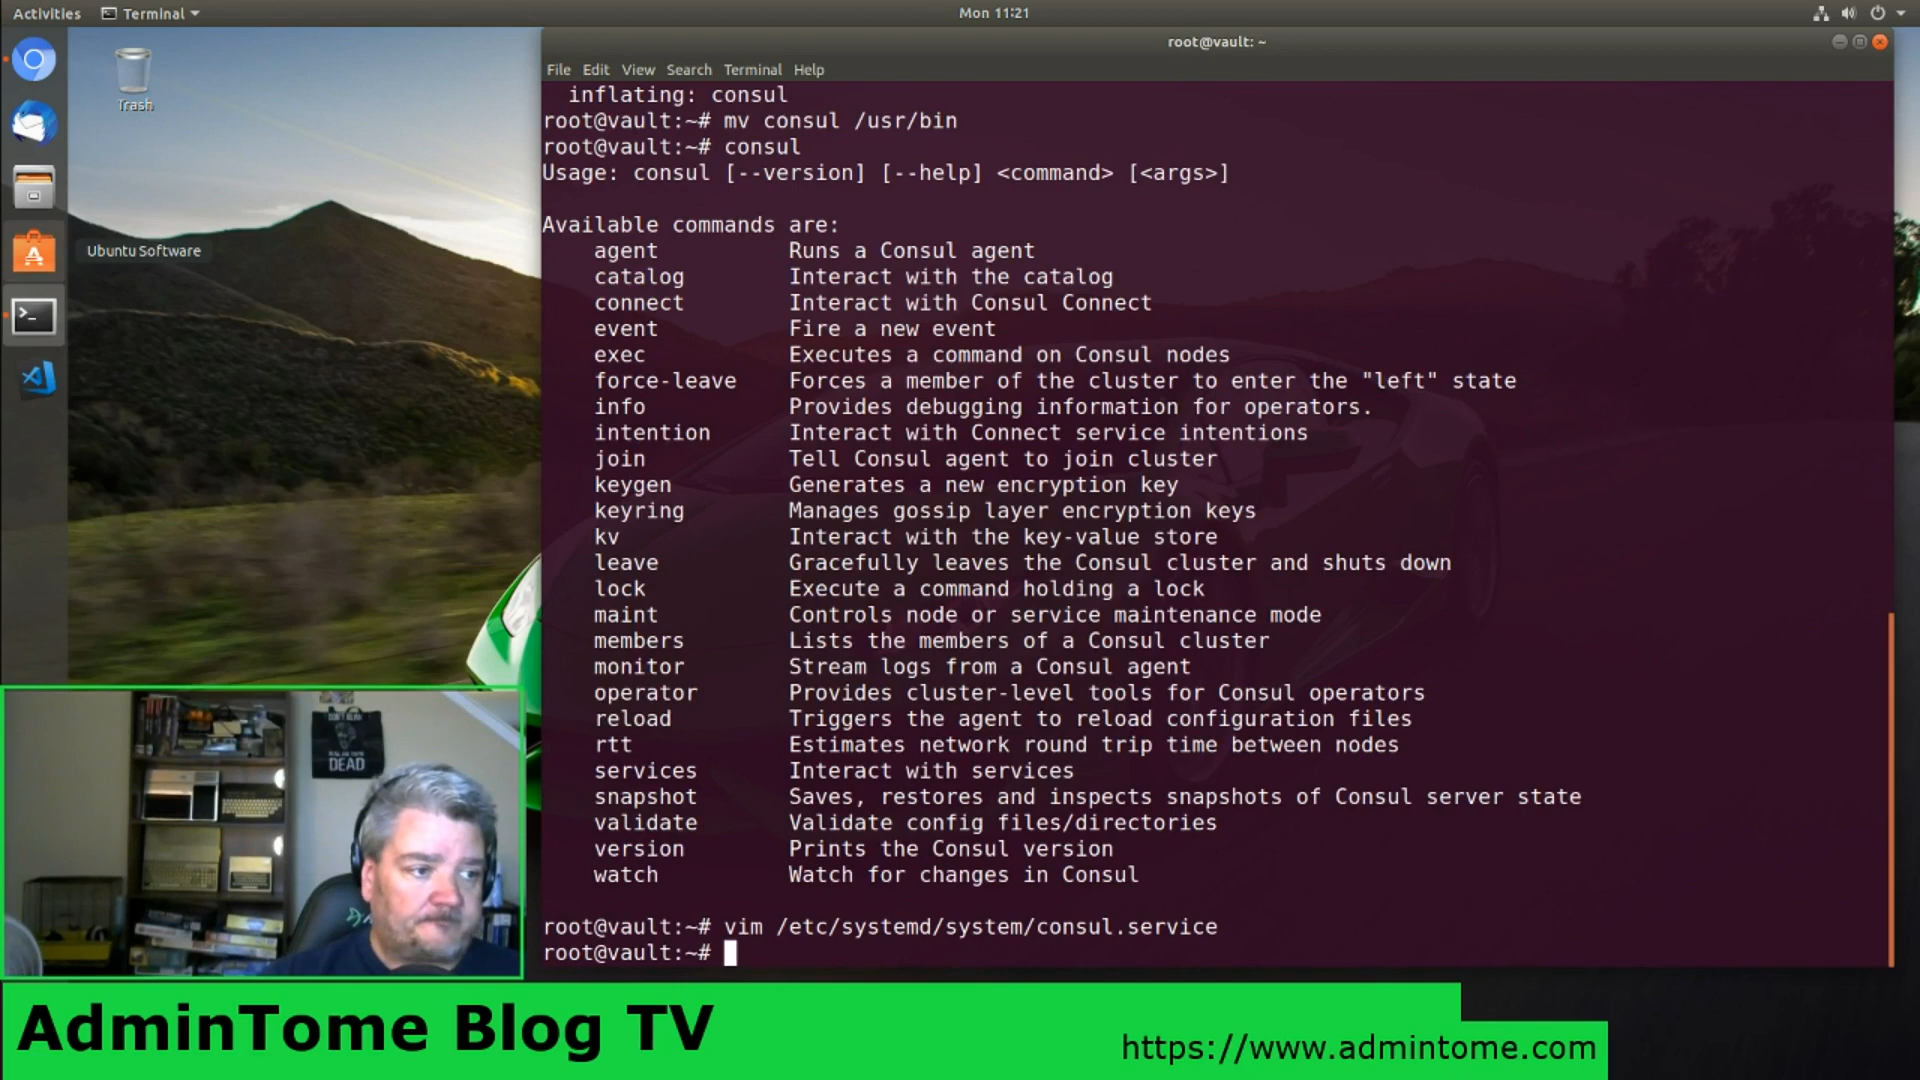 Activities
Terminal
Mon 11:21
root@vault: ~
File Edit View Search Terminal Help
Trash
Ubuntu Software
inflating: consul
root@vault:~# mv consul /usr/bin
root@vault:~# consul
Usage: consul [--version] [--help] <command> [<args>]
Available commands are:
agent Runs a Consul agent
catalog Interact with the catalog
connect Interact with Consul Connect
event Fire a new event
exec Executes a command on Consul nodes
force-leave Forces a member of the cluster to enter the "left" state
info Provides debugging information for operators.
intention Interact with Connect service intentions
join Tell Consul agent to join cluster
keygen Generates a new encryption key
keyring Manages gossip layer encryption keys
kv Interact with the key-value store
leave Gracefully leaves the Consul cluster and shuts down
lock Execute a command holding a lock
maint Controls node or service maintenance mode
members Lists the members of a Consul cluster
monitor Stream logs from a Consul agent
operator Provides cluster-level tools for Consul operators
reload Triggers the agent to reload configuration files
rtt Estimates network round trip time between nodes
services Interact with services
snapshot Saves, restores and inspects snapshots of Consul server state
validate Validate config files/directories
version Prints the Consul version
watch Watch for changes in Consul
root@vault:~# vim /etc/systemd/system/consul.service
root@vault:~#
DON'T
DEAD
AdminTome Blog TV
https://www.admintome.com